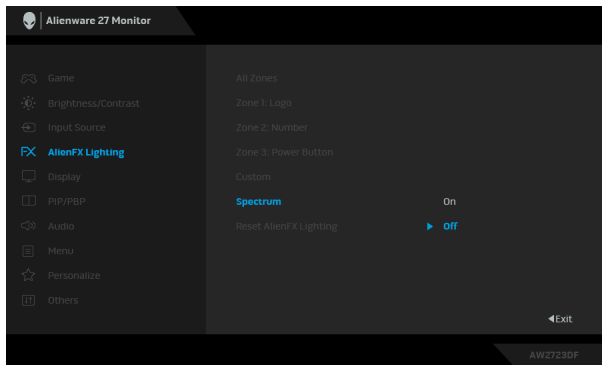 Alienware 27 Monitor
Game
Brightness/Contrast
Input Source
FX AlienFX Lighting
Display
PIP/PBP
Audio
Menu
Personalize
Others
All Zones
Zone 1: Logo
Zone 2: Number
Zone 3: Power Button
Custom
Spectrum On
Reset AlienFX Lighting Off
Exit
AW2723DF